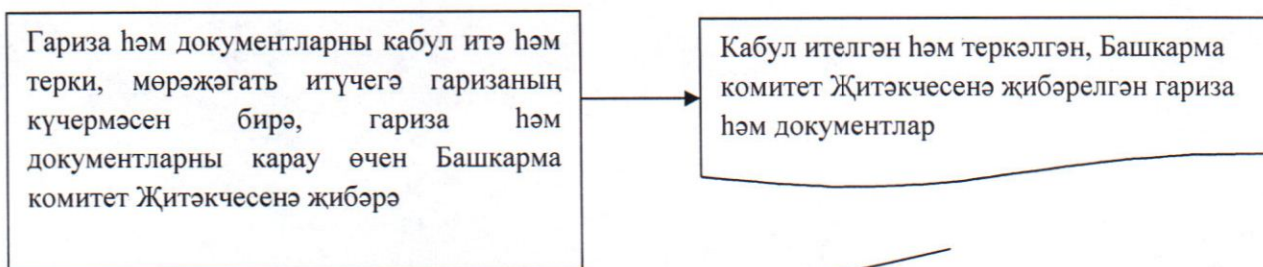 Гариза һәм документларны кабул итә һәм
терки, мөрәҗәгать итүчегә гаризаның
күчермәсен бирә, гариза һәм
документларны карау өчен Башкарма
комитет Җитәкчесенә җибәрә
Кабул ителгән һәм теркәлгән, Башкарма
комитет Җитәкчесенә җибәрелгән гариза
һәм документлар